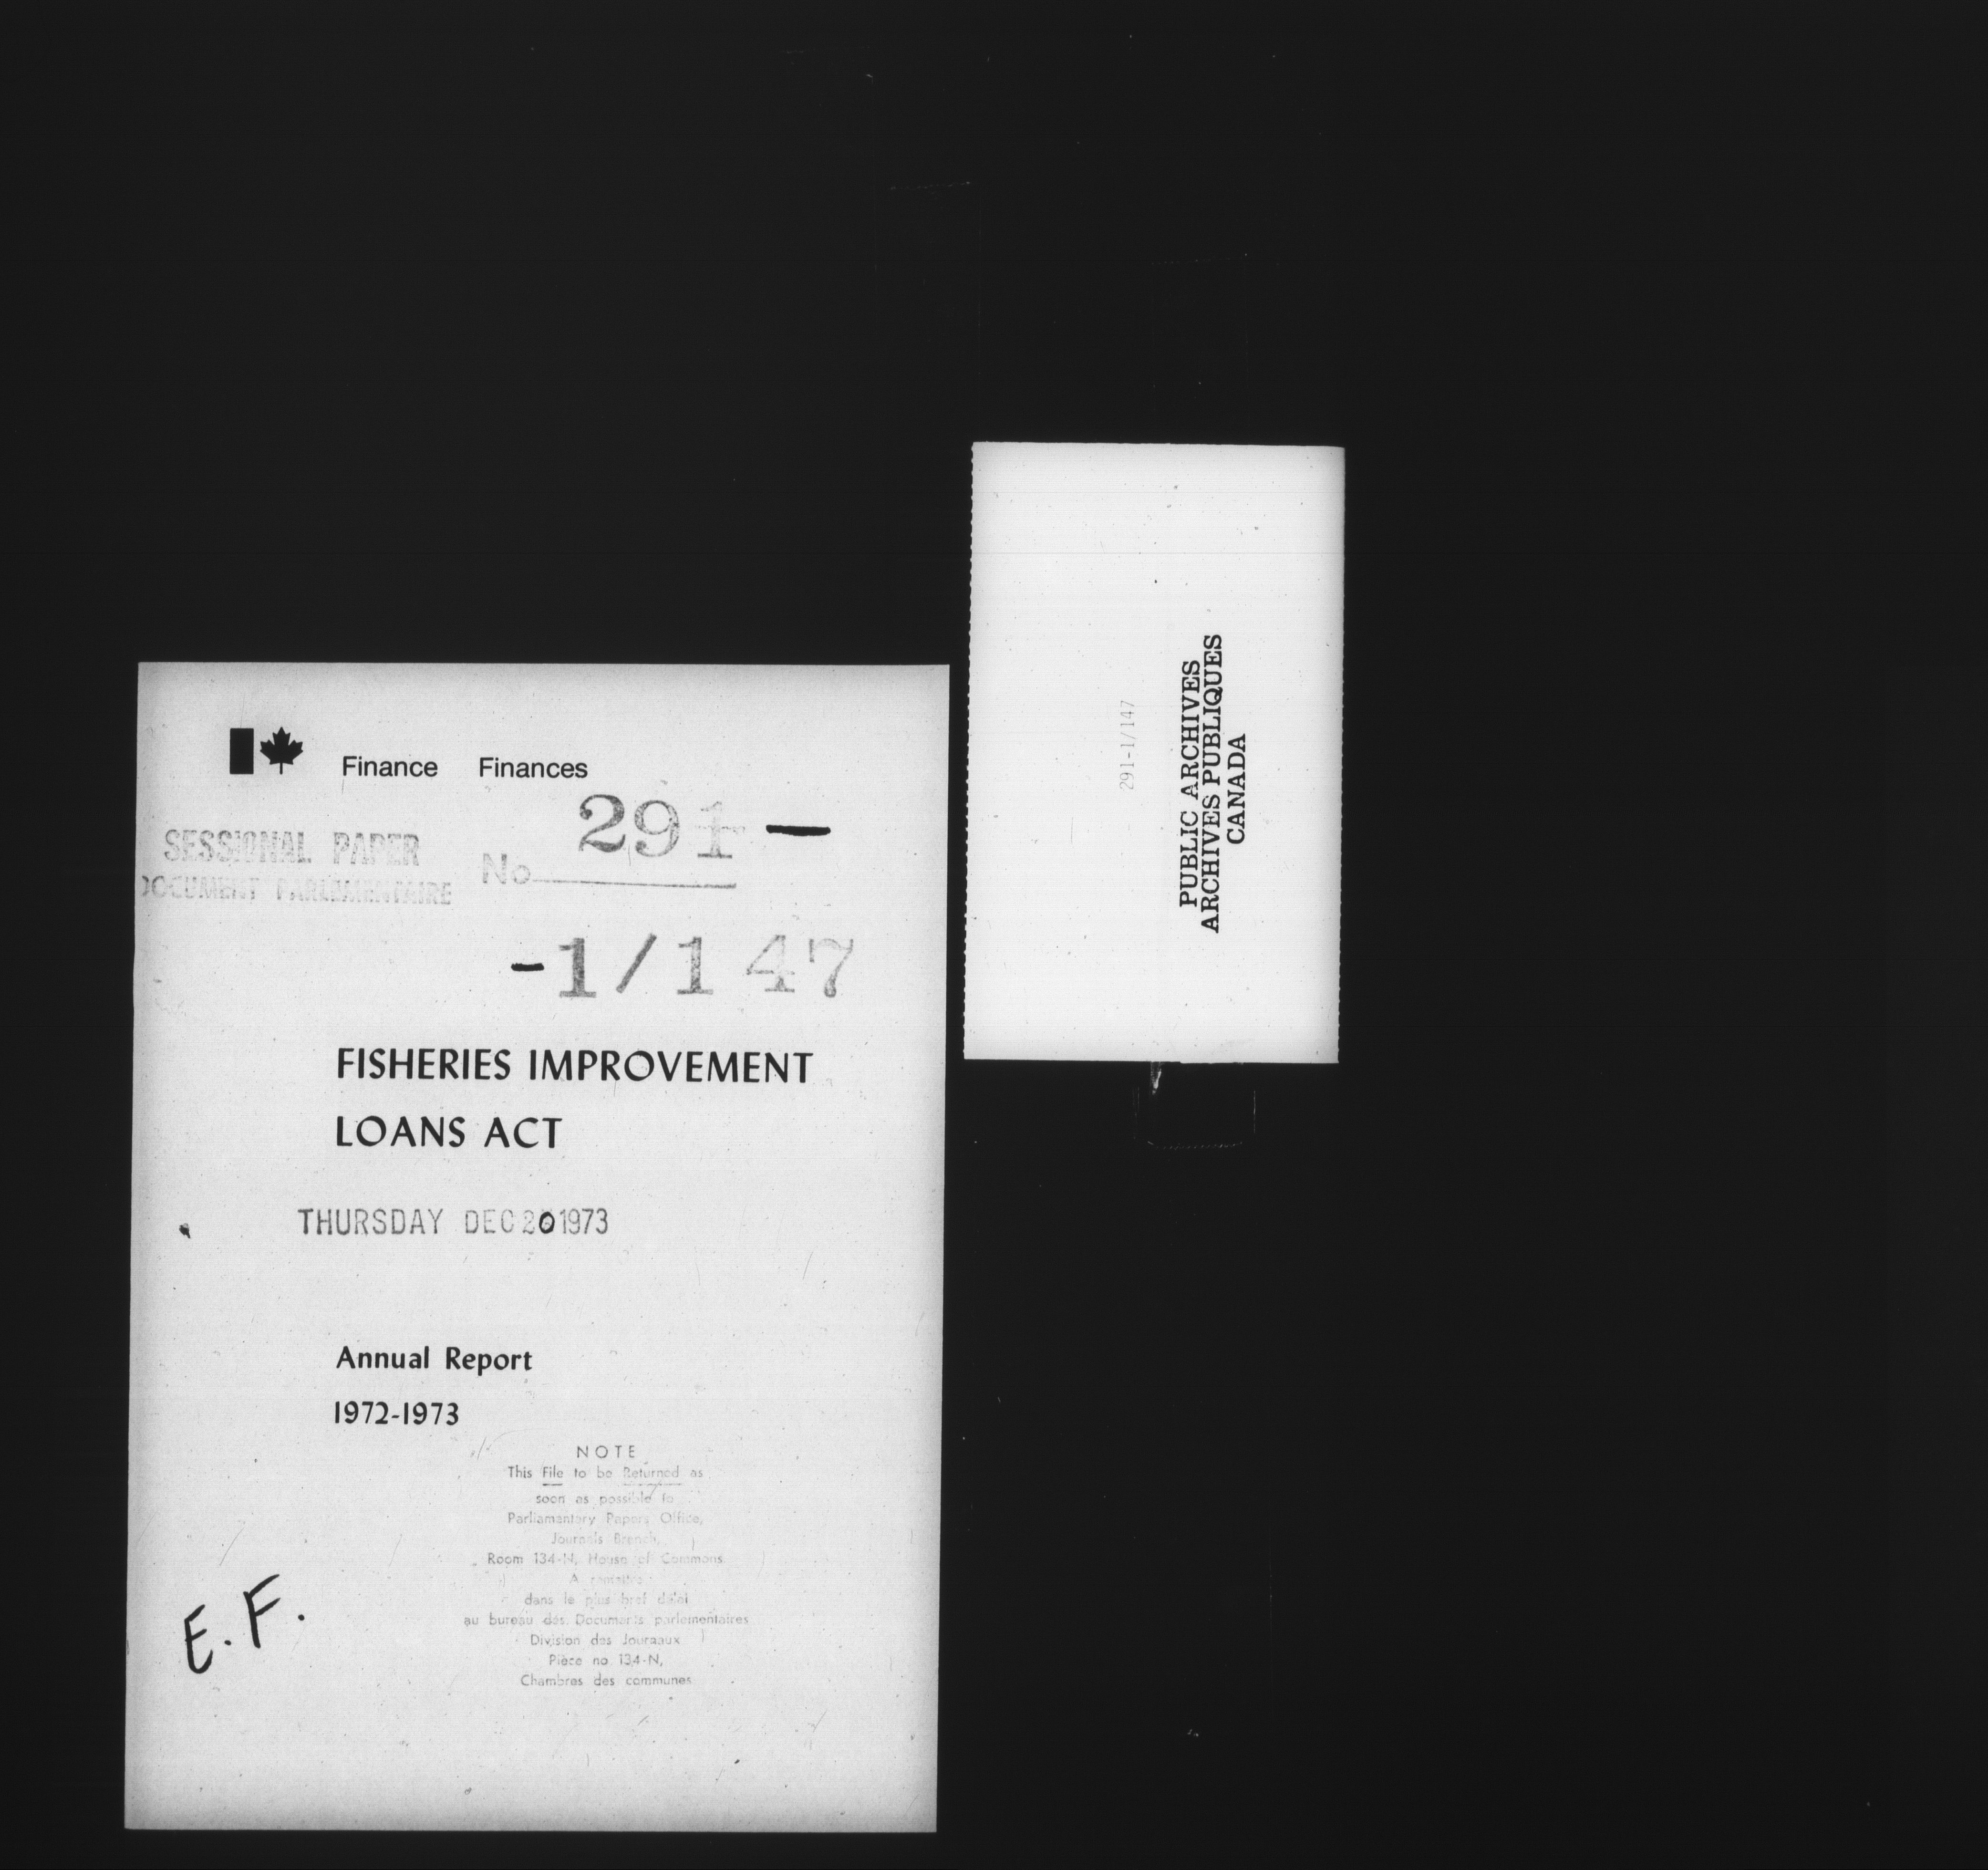 Finance Finances
SESSIONAL PAPER
DOCUMENT PARLEMENTAIRE
No 291 —
-1/147
FISHERIES IMPROVEMENT
LOANS ACT
THURSDAY DEC 20 1973
Annual Report
1972-1973
NOTE
This File to be Returned as
soon as possible to
Parliamentary Papers Office,
Journals Branch,
Room 134-N, House of Commons.
A remettre
dans le plus bref délai
au bureau des Documents parlementaires
Division des Journaux
Pièce no. 134-N,
Chambres des communes
E.F.
291-1/147
PUBLIC ARCHIVES
ARCHIVES PUBLIQUES
CANADA